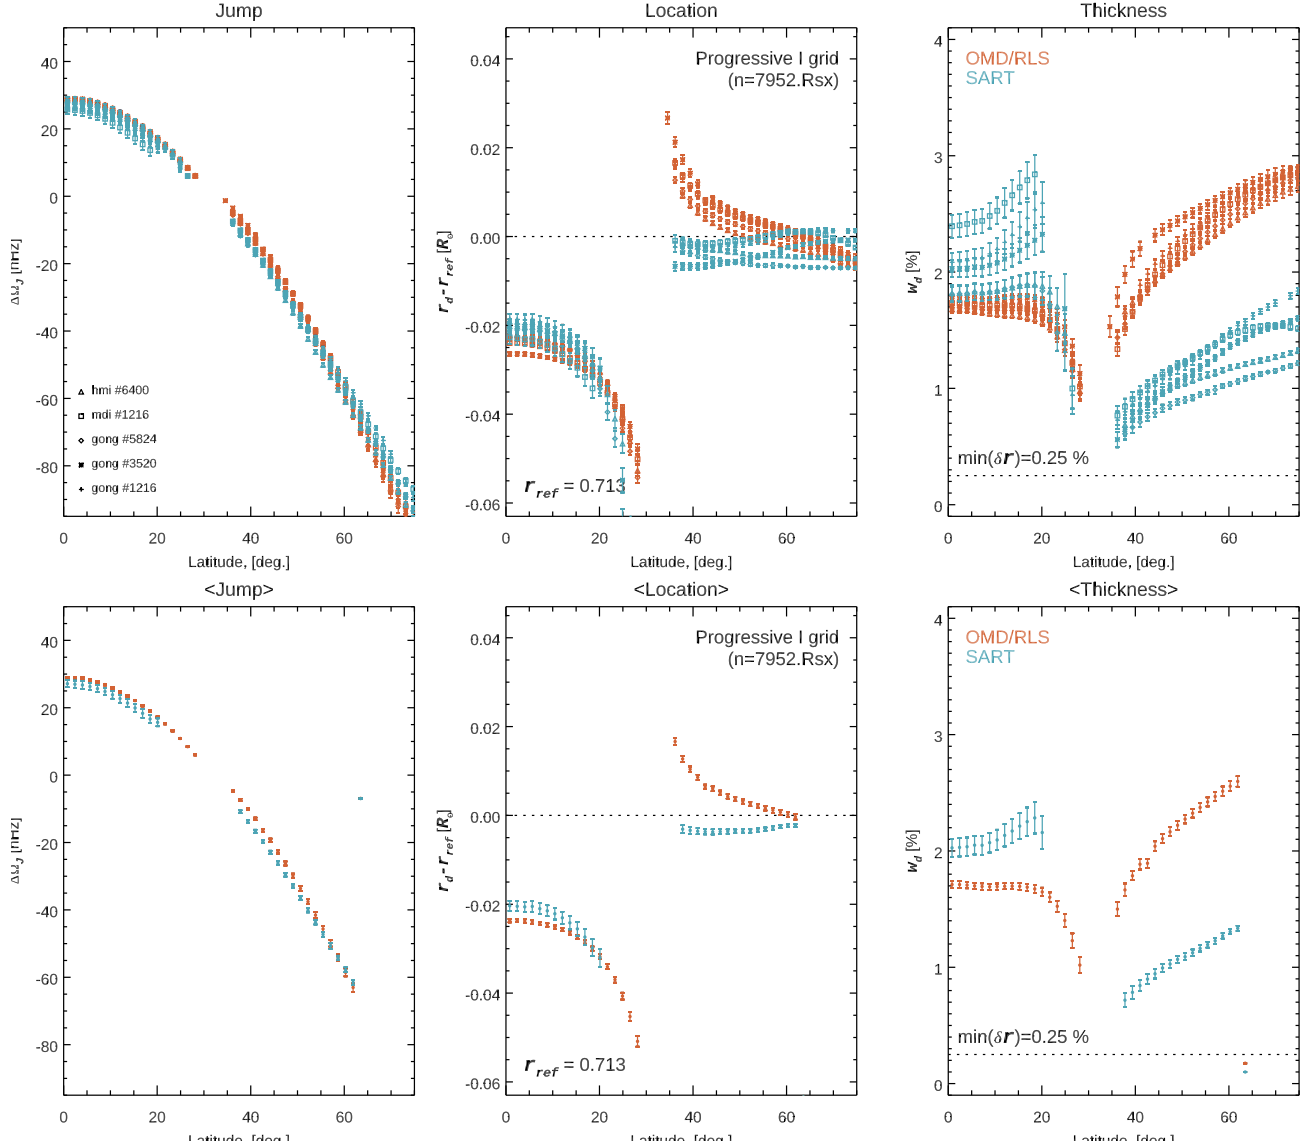 Jump
Location
Thickness
Progressive I grid
(n=7952.Rsx)
OMD/RLS
SART
40
20
0
-20
-40
-60
-80
0.04
0.02
0.00
-0.02
-0.04
-0.06
4
3
2
1
0
ΔΩ_J [nHz]
r_d - r_ref [R_⊙]
w_d [%]
hmi #6400
mdi #1216
gong #5824
gong #3520
gong #1216
r_ref = 0.713
min(δr)=0.25 %
0 20 40 60
0 20 40 60
0 20 40 60
Latitude, [deg.]
Latitude, [deg.]
Latitude, [deg.]
<Jump>
<Location>
<Thickness>
Progressive I grid
(n=7952.Rsx)
OMD/RLS
SART
40
20
0
-20
-40
-60
-80
0.04
0.02
0.00
-0.02
-0.04
-0.06
4
3
2
1
0
ΔΩ_J [nHz]
r_d - r_ref [R_⊙]
w_d [%]
r_ref = 0.713
min(δr)=0.25 %
0 20 40 60
0 20 40 60
0 20 40 60
Latitude, [deg.]
Latitude, [deg.]
Latitude, [deg.]